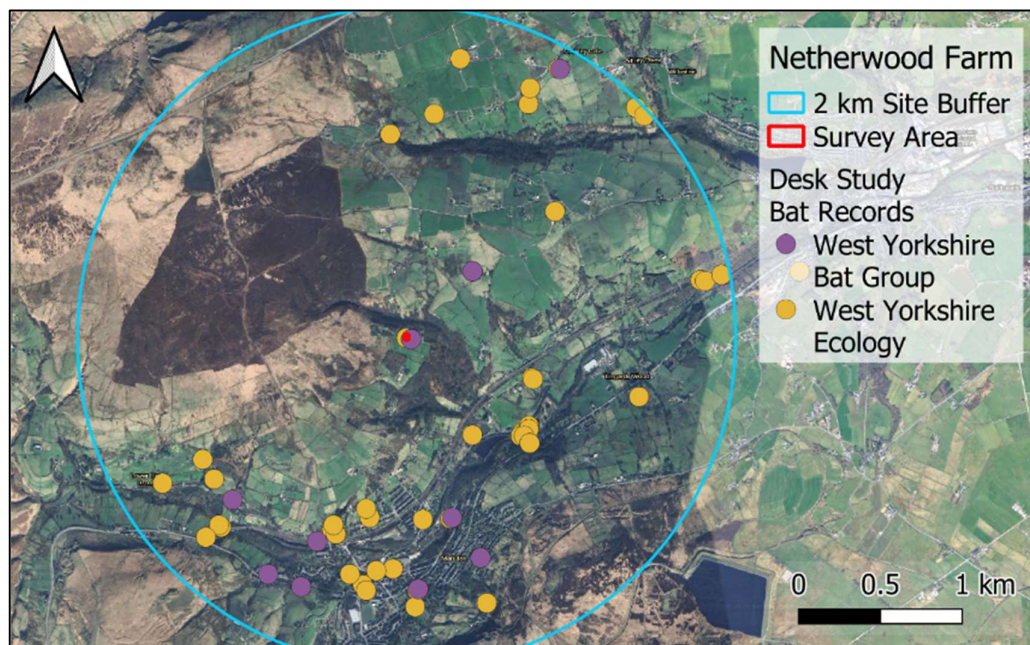 Netherwood Farm
2 km Site Buffer
Survey Area
Desk Study
Bat Records
West Yorkshire
Bat Group
West Yorkshire
Ecology
0 0.5 1 km